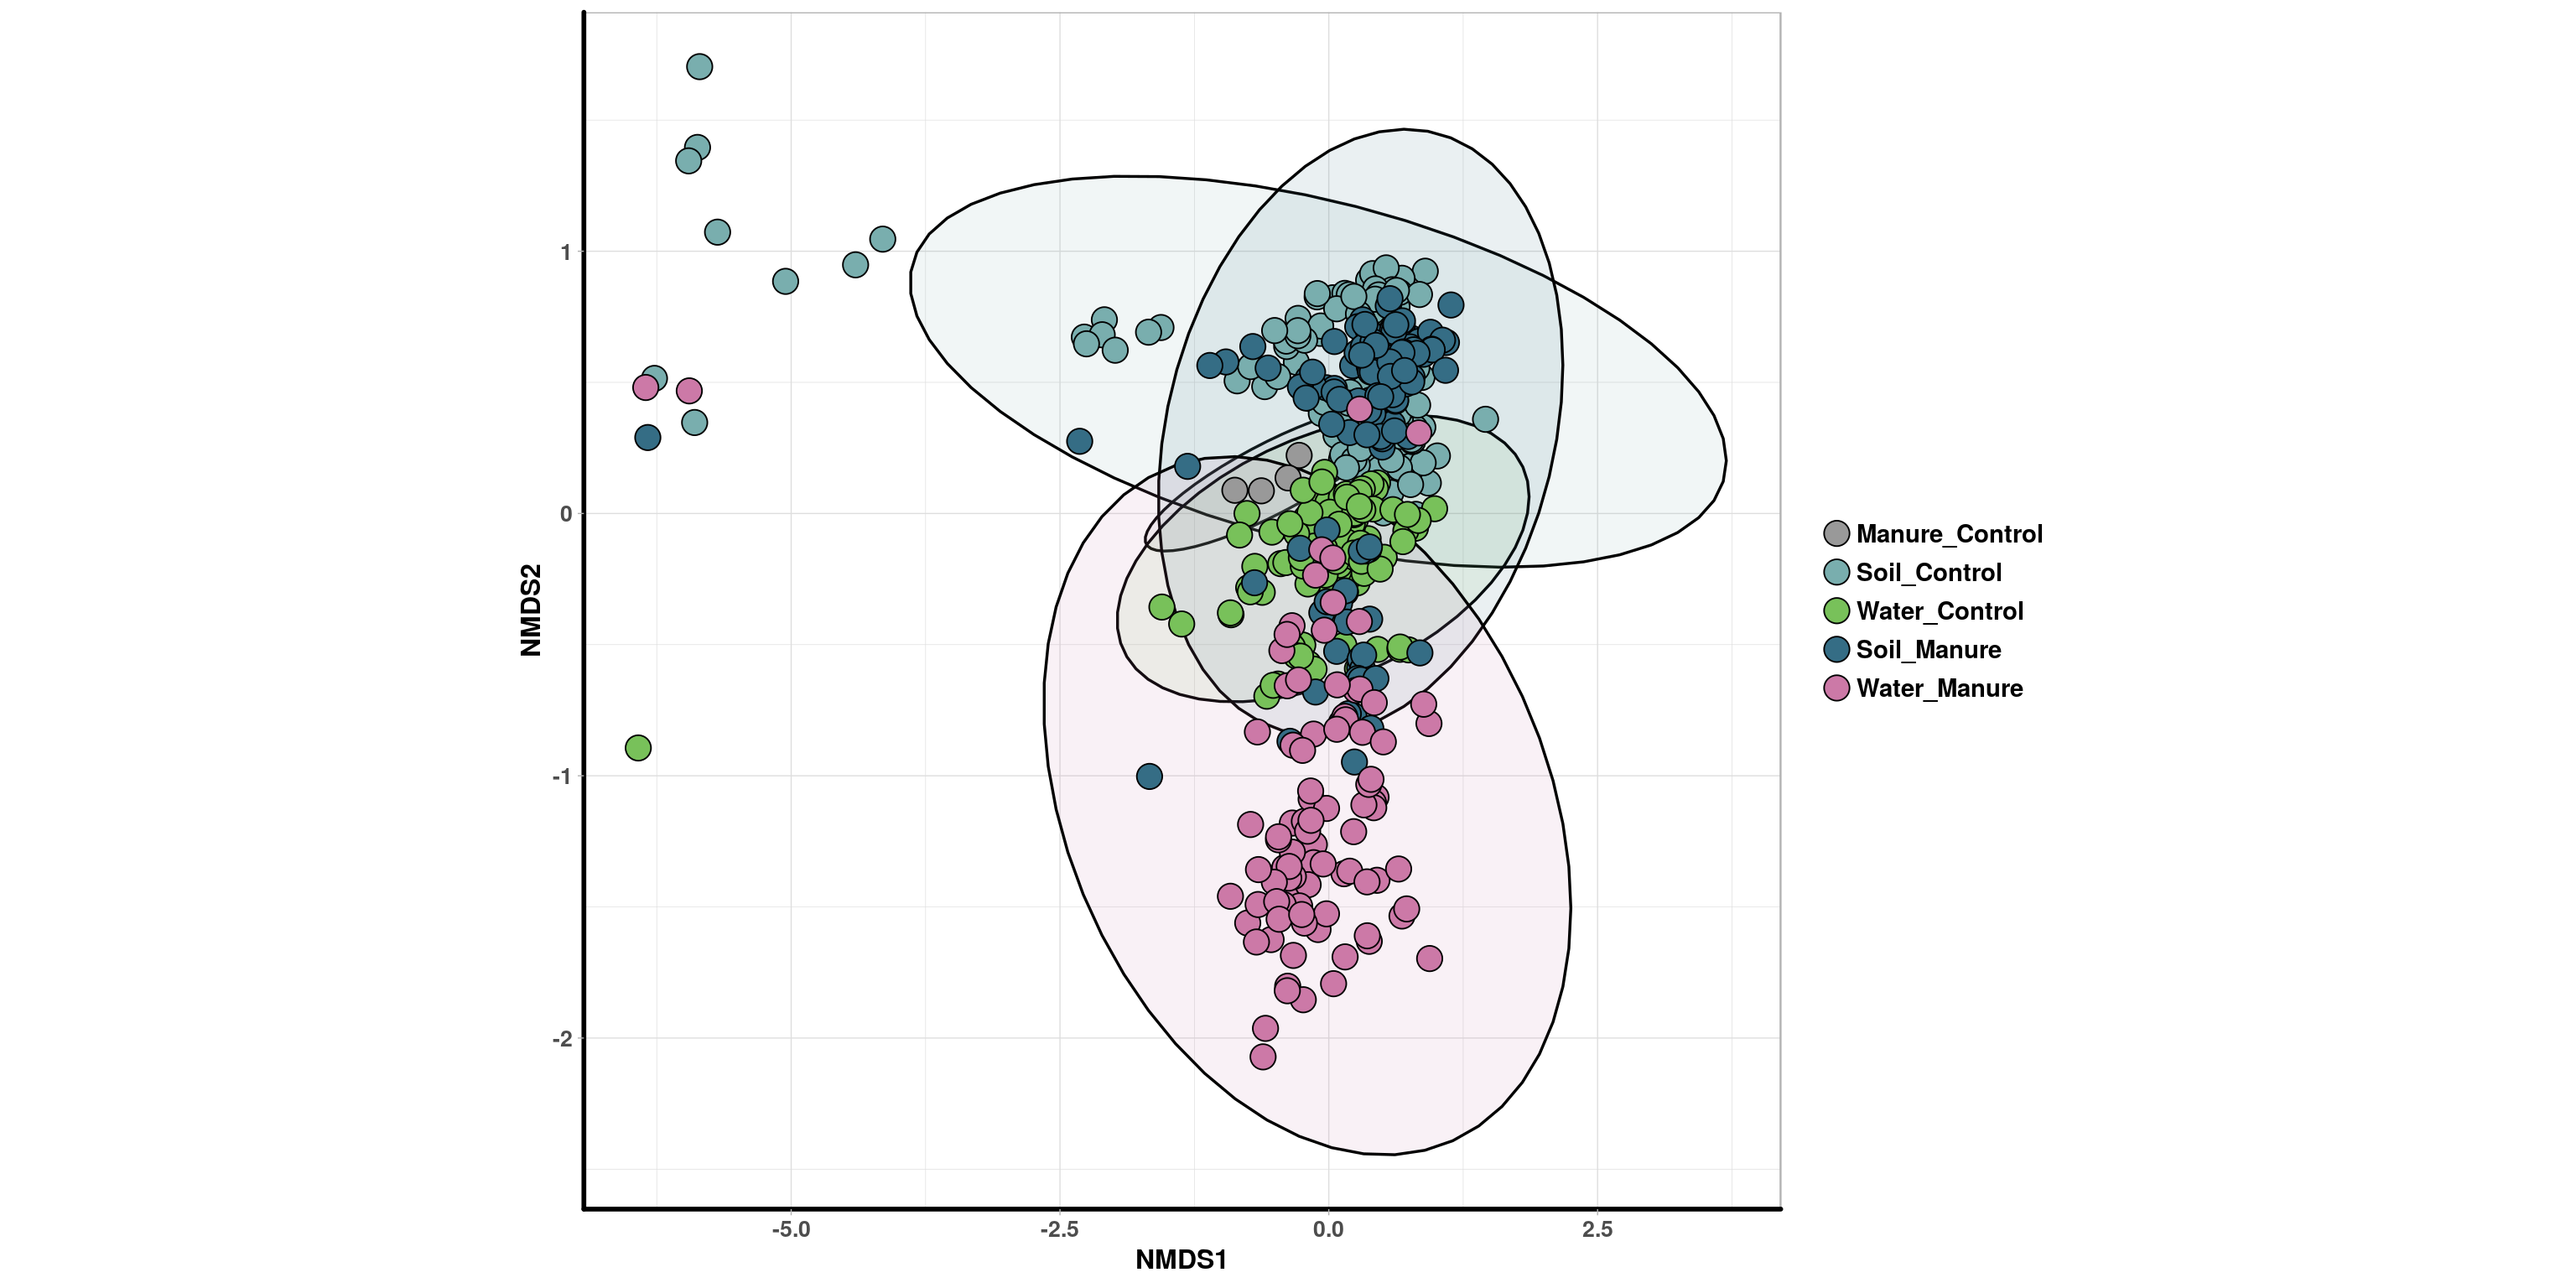 1
0
-1
-2
NMDS2
-5.0
-2.5
0.0
2.5
NMDS1
Manure_Control
Soil_Control
Water_Control
Soil_Manure
Water_Manure